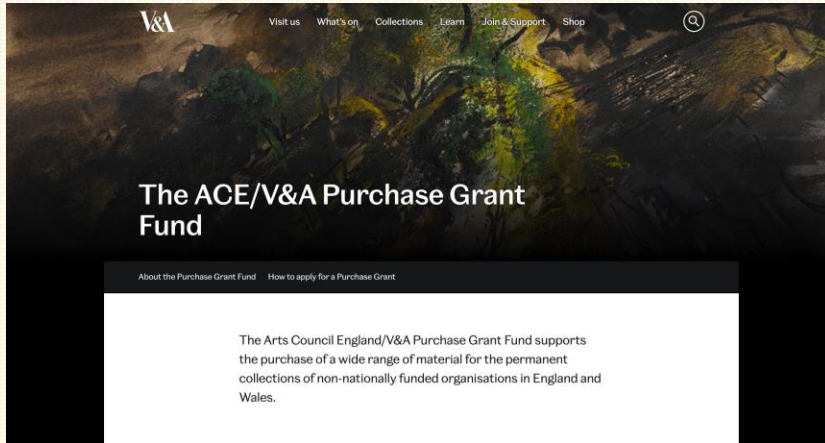 V&A Visit us What's on Collections Learn Join & Support Shop
The ACE/V&A Purchase Grant
Fund
About the Purchase Grant Fund How to apply for a Purchase Grant
The Arts Council England/V&A Purchase Grant Fund supports
the purchase of a wide range of material for the permanent
collections of non-nationally funded organisations in England and
Wales.